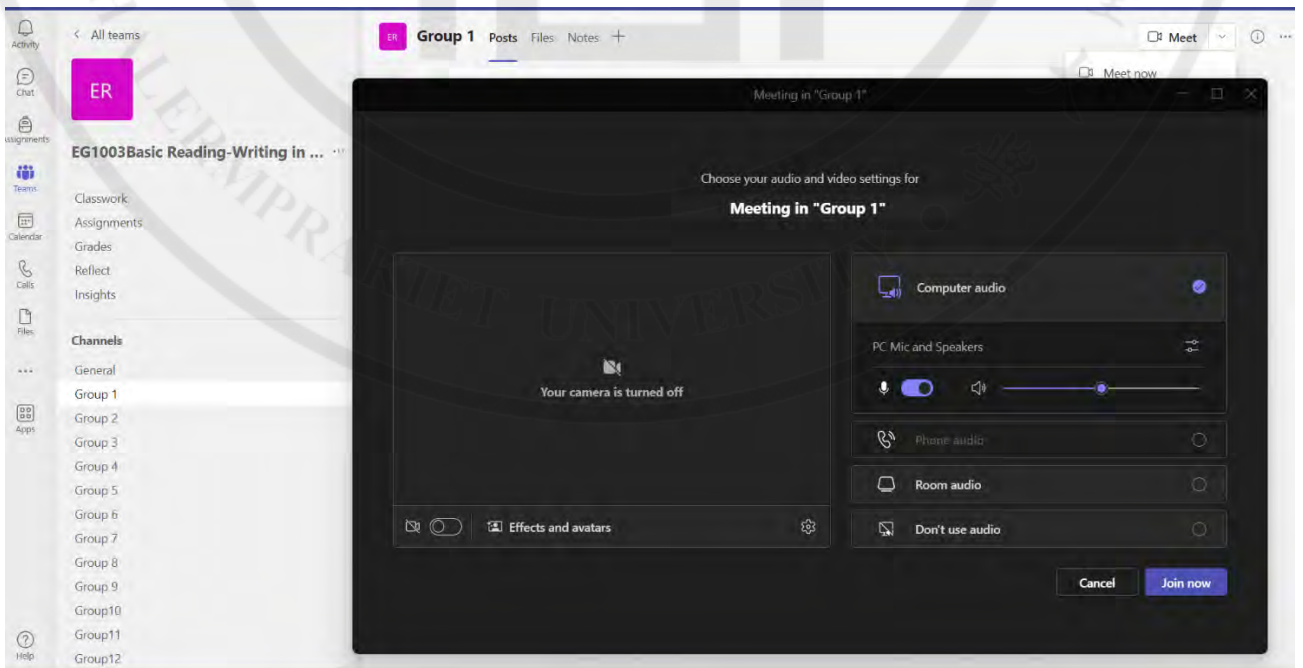 Activity
Chat
Assignments
Teams
Calendar
Calls
Files
Apps
Help
< All teams
ER
EG1003Basic Reading-Writing in ... ...
Classwork
Assignments
Grades
Reflect
Insights
Channels
General
Group 1
Group 2
Group 3
Group 4
Group 5
Group 6
Group 7
Group 8
Group 9
Group10
Group11
Group12
ER Group 1 Posts Files Notes +
Meet
Meet now
Meeting in "Group 1"
Choose your audio and video settings for
Meeting in "Group 1"
Your camera is turned off
Effects and avatars
Computer audio
PC Mic and Speakers
Phone audio
Room audio
Don't use audio
Cancel Join now
UNIVERSITY